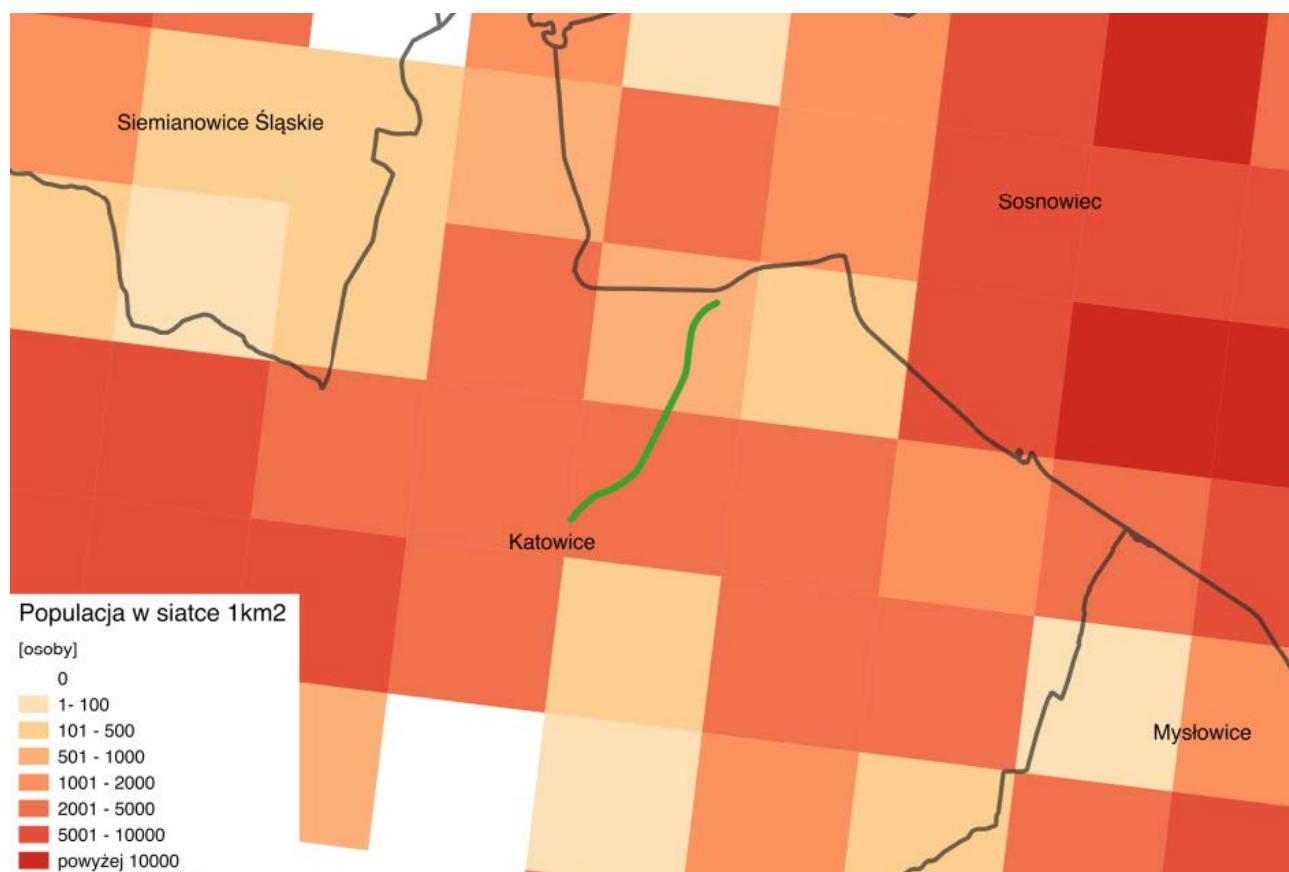 Siemianowice Śląskie
Sosnowiec
Katowice
Mysłowice
Populacja w siatce 1km2
[osoby]
0
1- 100
101 - 500
501 - 1000
1001 - 2000
2001 - 5000
5001 - 10000
powyżej 10000